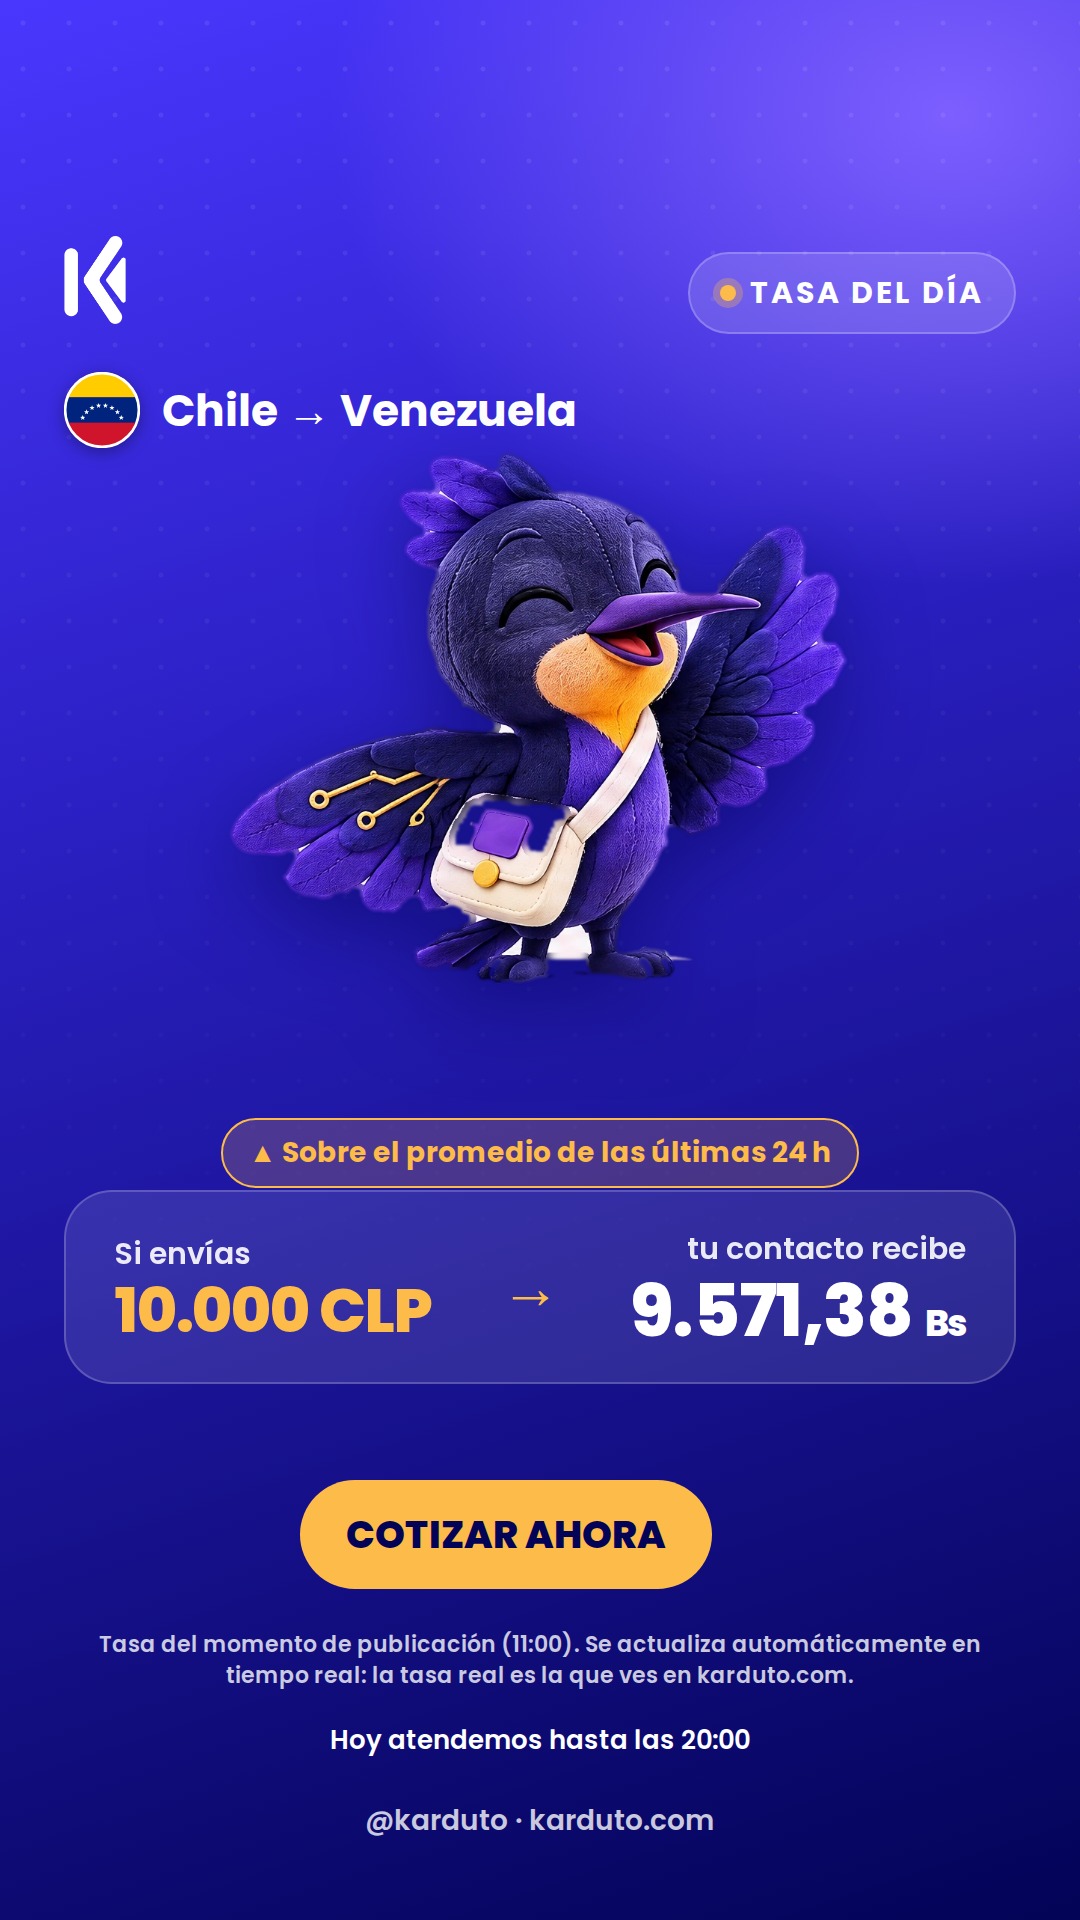 TASA DEL DÍA
Chile → Venezuela
▲ Sobre el promedio de las últimas 24 h
Si envías
10.000 CLP
→
tu contacto recibe
9.571,38 Bs
COTIZAR AHORA
Tasa del momento de publicación (11:00). Se actualiza automáticamente en
tiempo real: la tasa real es la que ves en karduto.com.
Hoy atendemos hasta las 20:00
@karduto · karduto.com